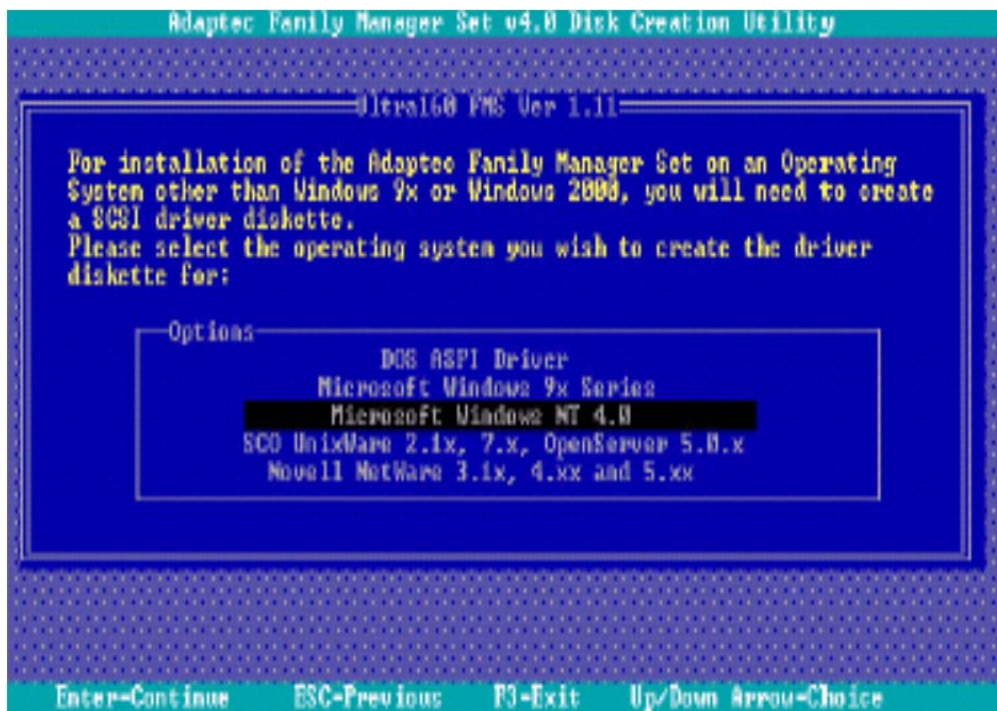 Adaptec Family Manager Set v4.0 Disk Creation Utility
Ultra160 FMS Ver 1.11
For installation of the Adaptec Family Manager Set on an Operating
System other than Windows 9x or Windows 2000, you will need to create
a SCSI driver diskette.
Please select the operating system you wish to create the driver
diskette for:
Options
DOS ASPI Driver
Microsoft Windows 9x Series
Microsoft Windows NT 4.0
SCO UnixWare 2.1x, 7.x, OpenServer 5.0.x
Novell NetWare 3.1x, 4.xx and 5.xx
Enter=Continue ESC=Previous F3=Exit Up/Down Arrow=Choice